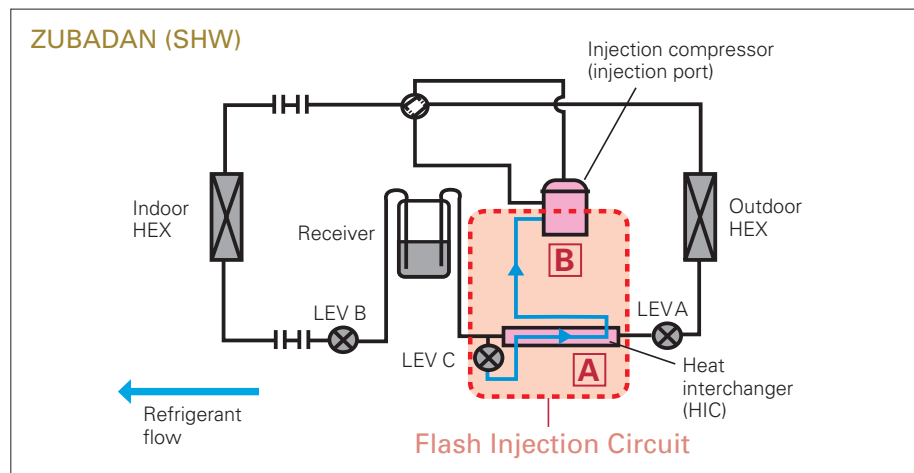 ZUBADAN (SHW)
Injection compressor
(injection port)
Indoor
HEX
Receiver
Outdoor
HEX
B
LEV B
LEV A
LEV C
A
Heat
interchanger
(HIC)
Refrigerant
flow
Flash Injection Circuit